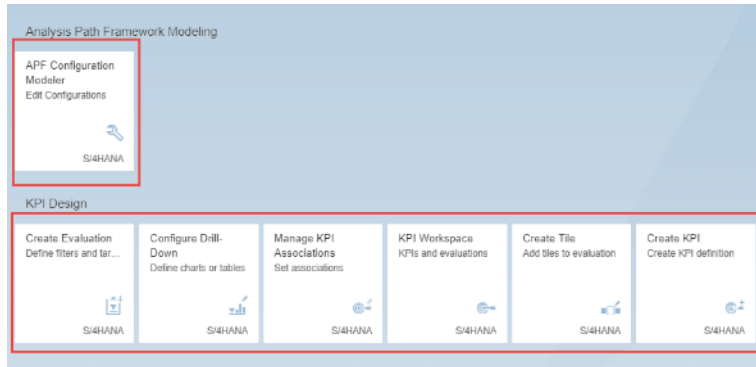 Analysis Path Framework Modeling
APF Configuration
Modeler
Edit Configurations
S/4HANA
KPI Design
Create Evaluation
Define filters and tar...
S/4HANA
Configure Drill-
Down
Define charts or tables
S/4HANA
Manage KPI
Associations
Set associations
S/4HANA
KPI Workspace
KPIs and evaluations
S/4HANA
Create Tile
Add tiles to evaluation
S/4HANA
Create KPI
Create KPI definition
S/4HANA